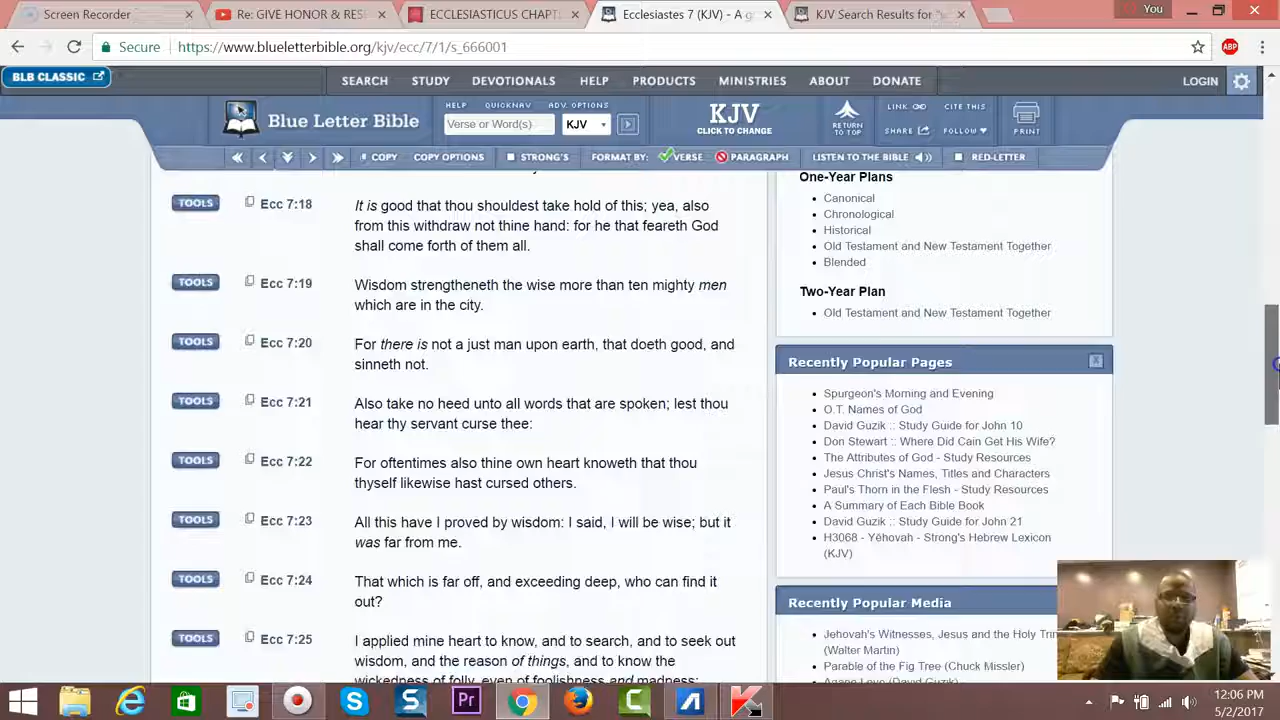 Screen Recorder
Re: GIVE HONOR & RES
ECCLESIASTICUS CHAPT
Ecclesiastes 7 (KJV) - A g
KJV Search Results for "
You
Secure
https://www.blueletterbible.org/kjv/ecc/7/1/s_666001
ABP
BLB CLASSIC
SEARCH STUDY DEVOTIONALS HELP PRODUCTS MINISTRIES ABOUT DONATE
LOGIN
Blue Letter Bible
HELP QUICKNAV ADV. OPTIONS
Verse or Word(s)
KJV
KJV
CLICK TO CHANGE
RETURN
TO TOP
LINK
CITE THIS
SHARE
FOLLOW
PRINT
COPY COPY OPTIONS STRONG'S FORMAT BY: VERSE PARAGRAPH LISTEN TO THE BIBLE RED-LETTER
TOOLS Ecc 7:18 It is good that thou shouldest take hold of this; yea, also
from this withdraw not thine hand: for he that feareth God
shall come forth of them all.
TOOLS Ecc 7:19 Wisdom strengtheneth the wise more than ten mighty men
which are in the city.
TOOLS Ecc 7:20 For there is not a just man upon earth, that doeth good, and
sinneth not.
TOOLS Ecc 7:21 Also take no heed unto all words that are spoken; lest thou
hear thy servant curse thee:
TOOLS Ecc 7:22 For oftentimes also thine own heart knoweth that thou
thyself likewise hast cursed others.
TOOLS Ecc 7:23 All this have I proved by wisdom: I said, I will be wise; but it
was far from me.
TOOLS Ecc 7:24 That which is far off, and exceeding deep, who can find it
out?
TOOLS Ecc 7:25 I applied mine heart to know, and to search, and to seek out
wisdom, and the reason of things, and to know the
wickedness of folly, even of foolishness and madness:
One-Year Plans
Canonical
Chronological
Historical
Old Testament and New Testament Together
Blended
Two-Year Plan
Old Testament and New Testament Together
Recently Popular Pages
Spurgeon's Morning and Evening
O.T. Names of God
David Guzik :: Study Guide for John 10
Don Stewart :: Where Did Cain Get His Wife?
The Attributes of God - Study Resources
Jesus Christ's Names, Titles and Characters
Paul's Thorn in the Flesh - Study Resources
A Summary of Each Bible Book
David Guzik :: Study Guide for John 21
H3068 - Yĕhovah - Strong's Hebrew Lexicon
(KJV)
Recently Popular Media
Jehovah's Witnesses, Jesus and the Holy Trin
(Walter Martin)
Parable of the Fig Tree (Chuck Missler)
Agape Love (David Guzik)
Pr
12:06 PM
5/2/2017